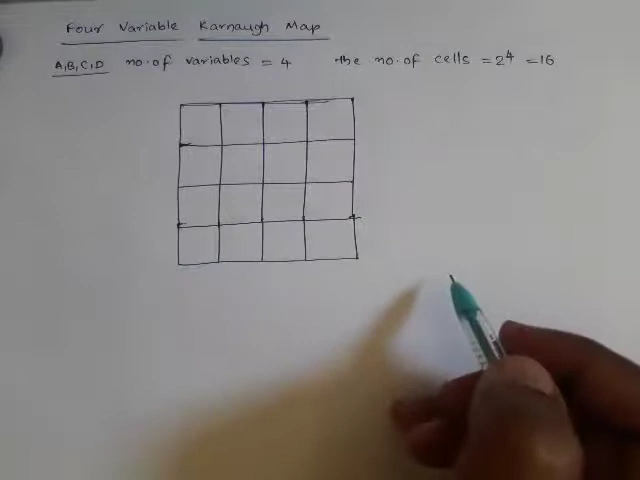 Four Variable Karnaugh Map
A,B,C,D no.of variables = 4 the no.of cells = 2⁴ = 16